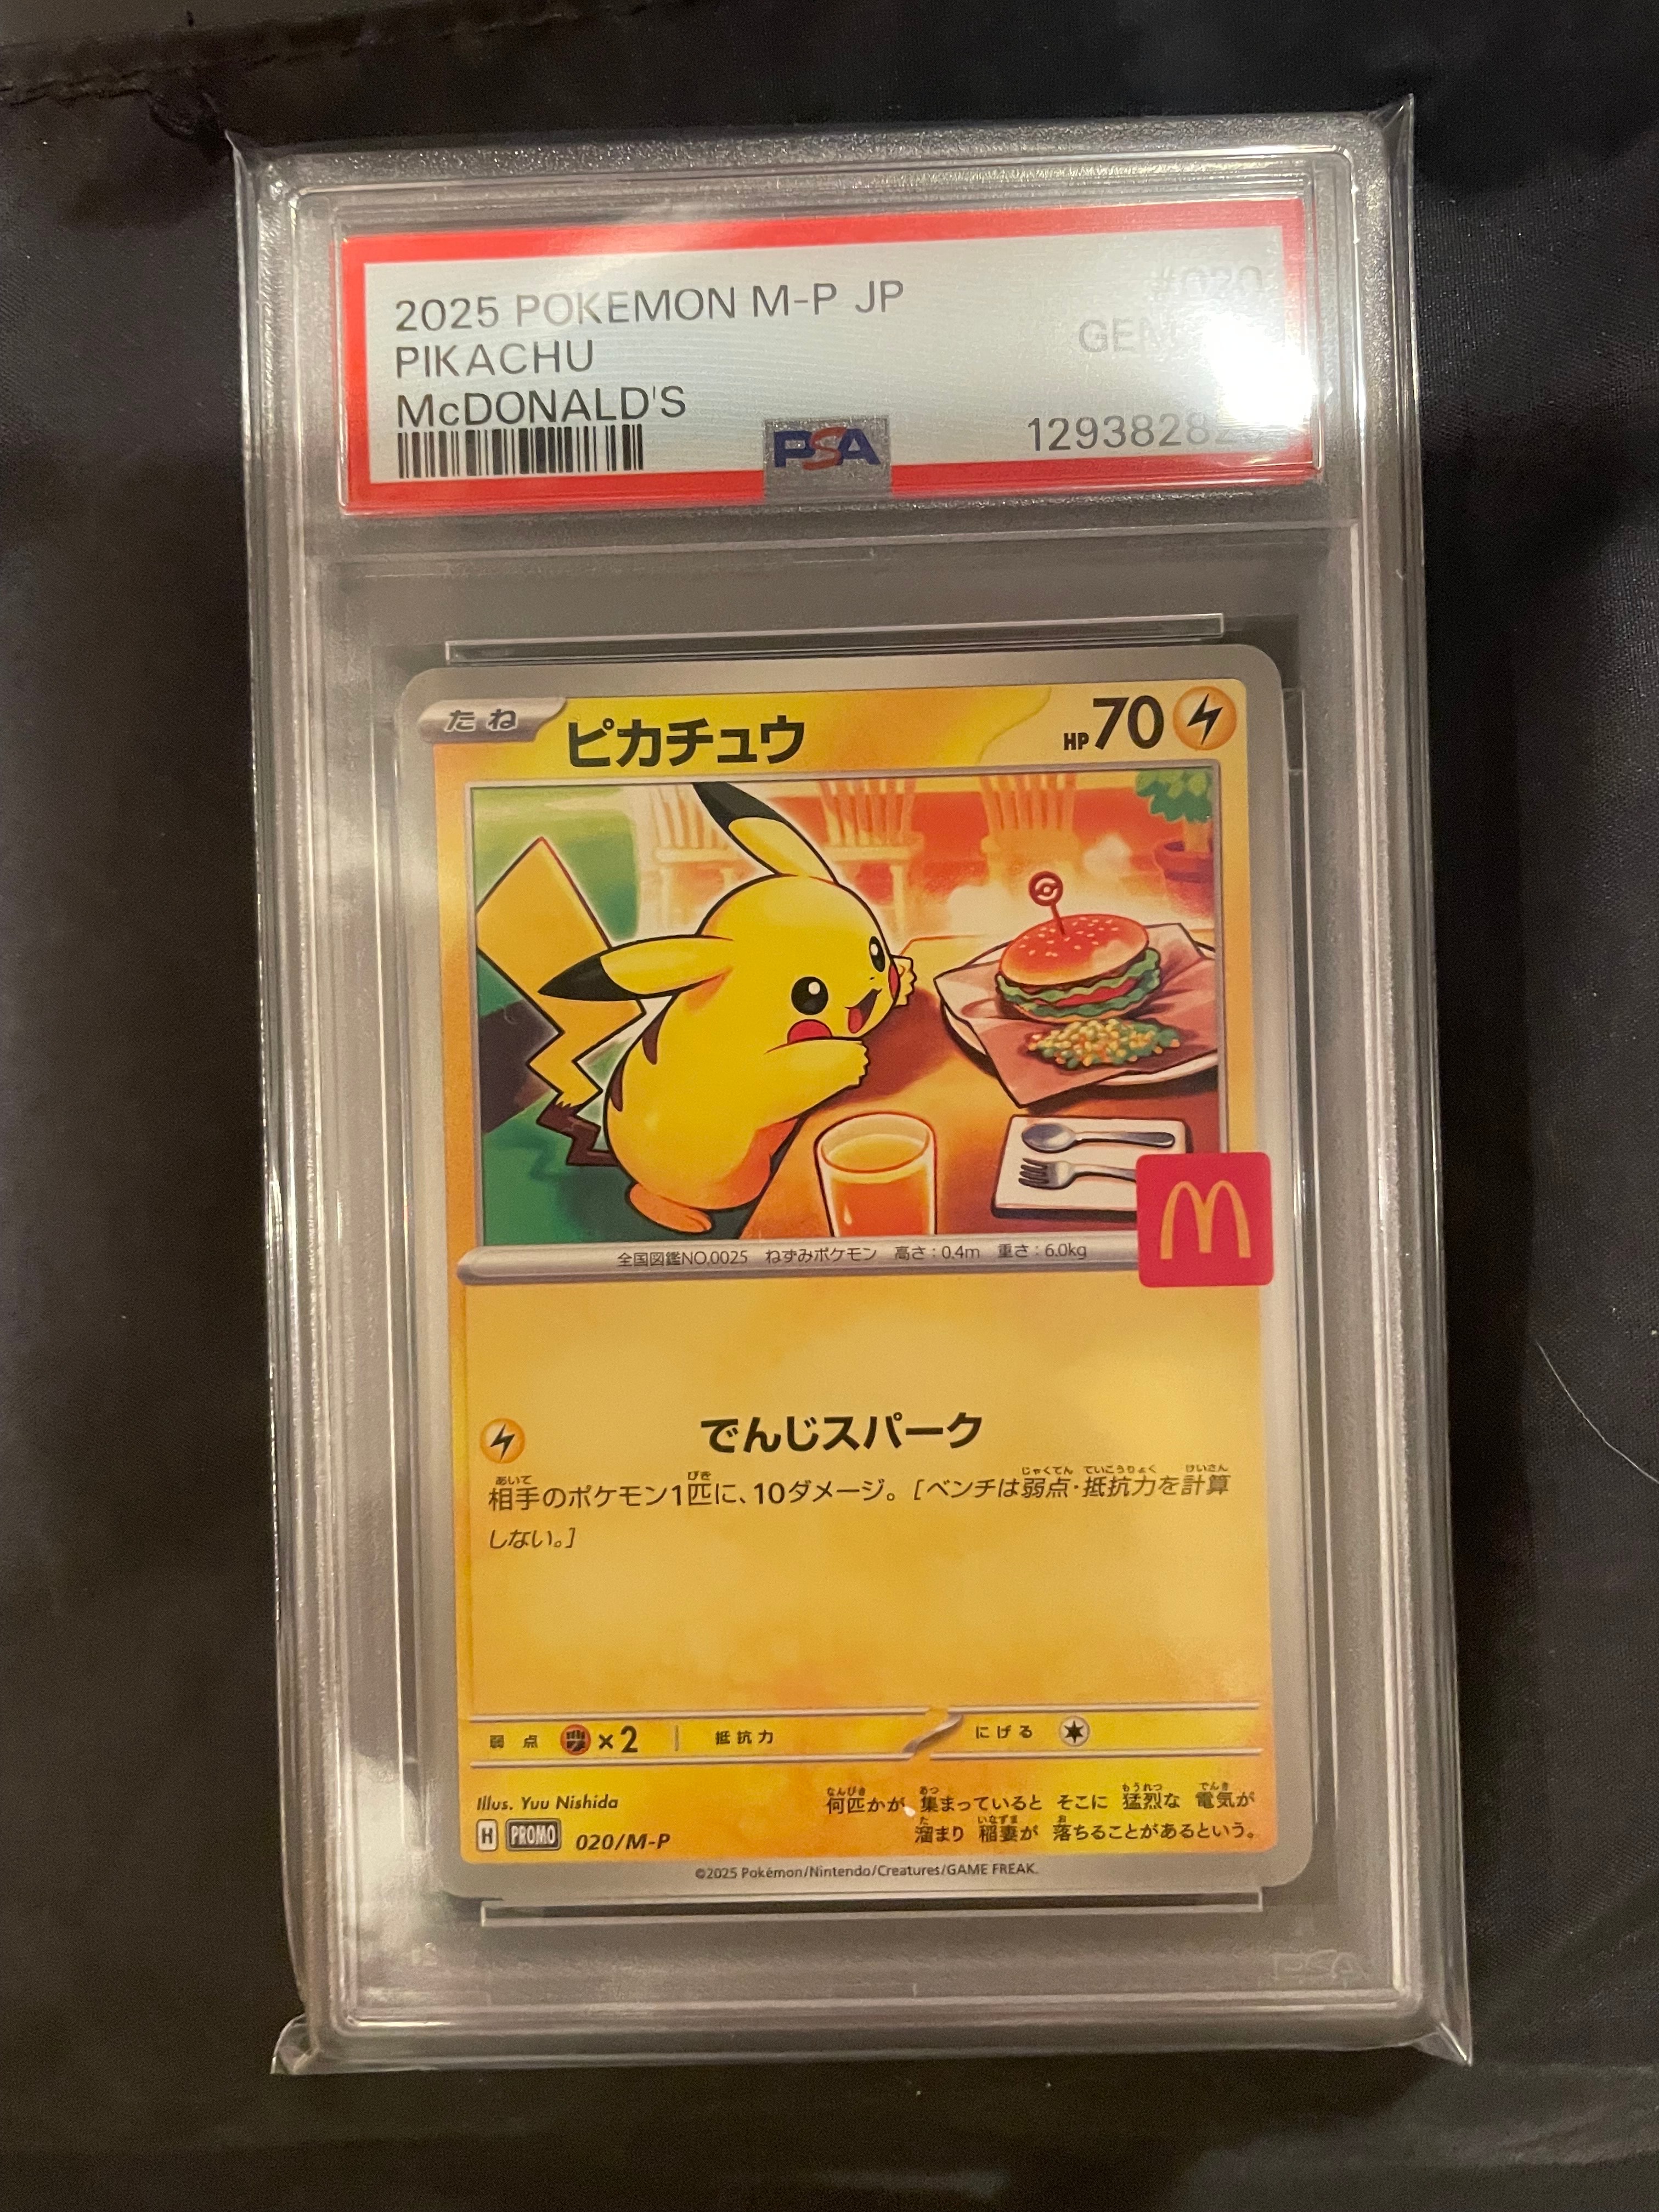 2025 POKEMON M-P JP
#020
PIKACHU
McDONALD'S
PSA
たね
ピカチュウ
HP70
全国図鑑NO.0025 ねずみポケモン 高さ：0.4m 重さ：6.0kg
でんじスパーク
あいて びき じゃくてん ていこうりょく けいさん
相手のポケモン1匹に、10ダメージ。［ベンチは弱点・抵抗力を計算
しない。］
弱点 ×2 抵抗力 にげる
Illus. Yuu Nishida
なんびき あつ もうれつ でんき
何匹かが 集まっていると そこに 猛烈な 電気が
た いなずま お
溜まり 稲妻が 落ちることがあるという。
H PROMO 020/M-P
©2025 Pokémon/Nintendo/Creatures/GAME FREAK.